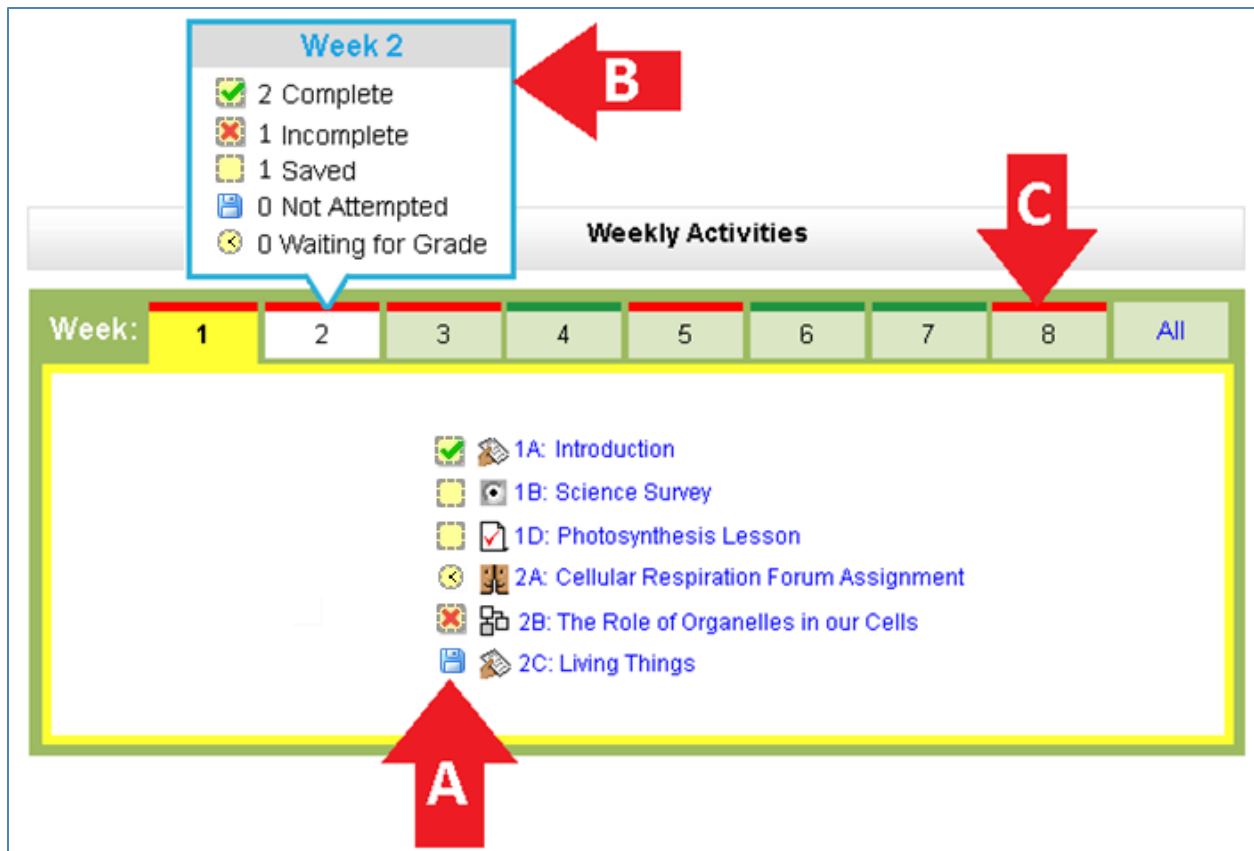 Week 2
2 Complete
1 Incomplete
1 Saved
0 Not Attempted
0 Waiting for Grade
B
C
Weekly Activities
Week: 1 2 3 4 5 6 7 8 All
1A: Introduction
1B: Science Survey
1D: Photosynthesis Lesson
2A: Cellular Respiration Forum Assignment
2B: The Role of Organelles in our Cells
2C: Living Things
A